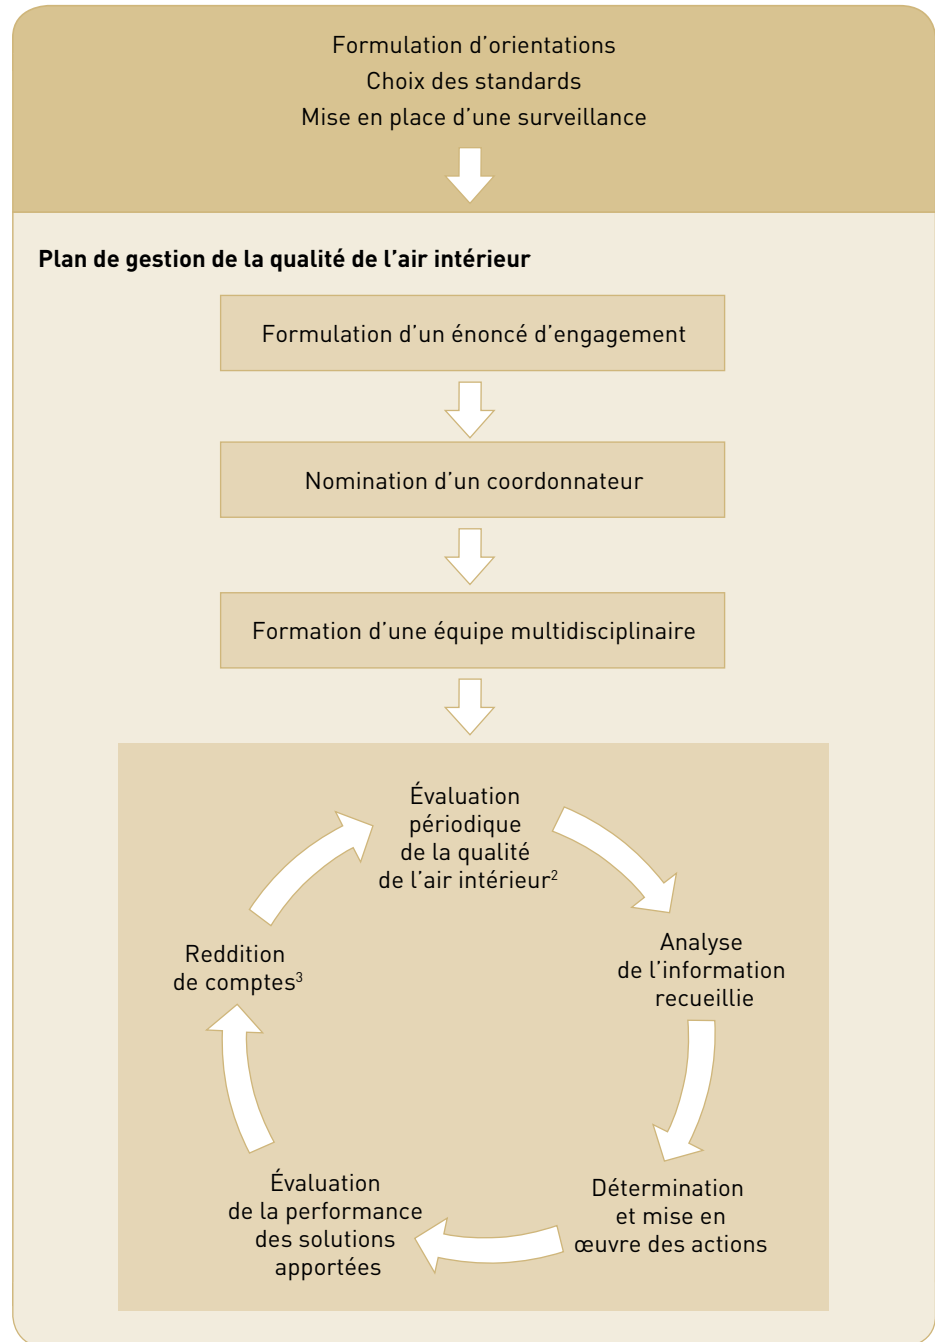 Formulation d’orientations
Choix des standards
Mise en place d’une surveillance
Plan de gestion de la qualité de l’air intérieur
Formulation d’un énoncé d’engagement
Nomination d’un coordonnateur
Formation d’une équipe multidisciplinaire
Évaluation
périodique
de la qualité
de l’air intérieur²
Analyse
de l’information
recueillie
Détermination
et mise en
œuvre des actions
Évaluation
de la performance
des solutions
apportées
Reddition
de comptes³